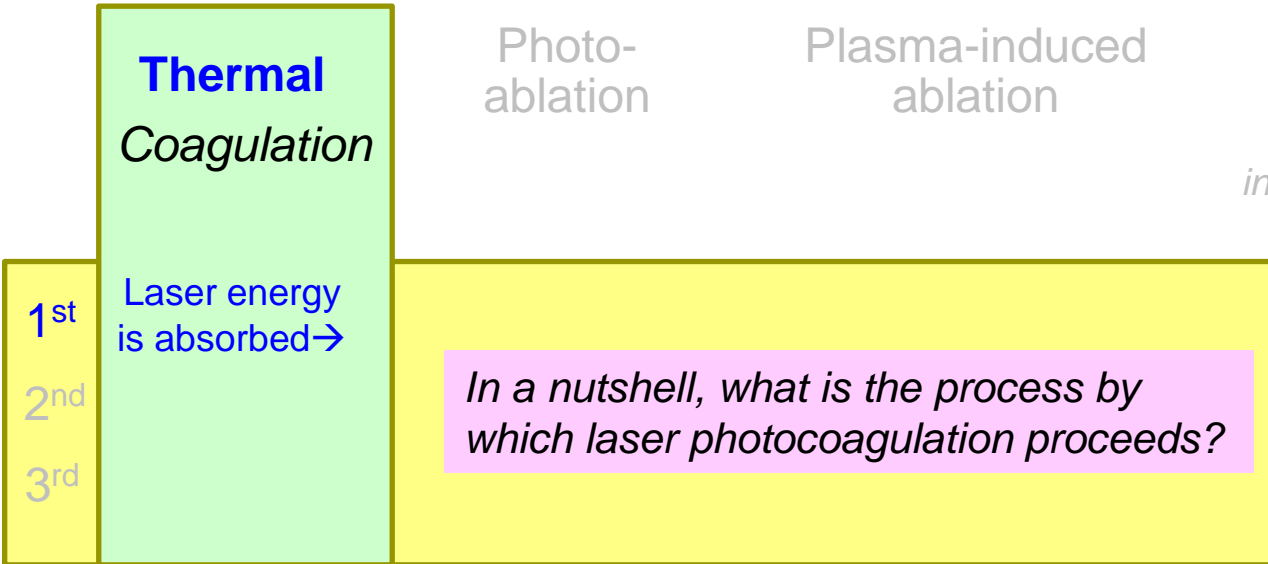 Thermal
Coagulation
Photo-
ablation
Plasma-induced
ablation
in
1st
Laser energy
is absorbed→
2nd
3rd
In a nutshell, what is the process by
which laser photocoagulation proceeds?